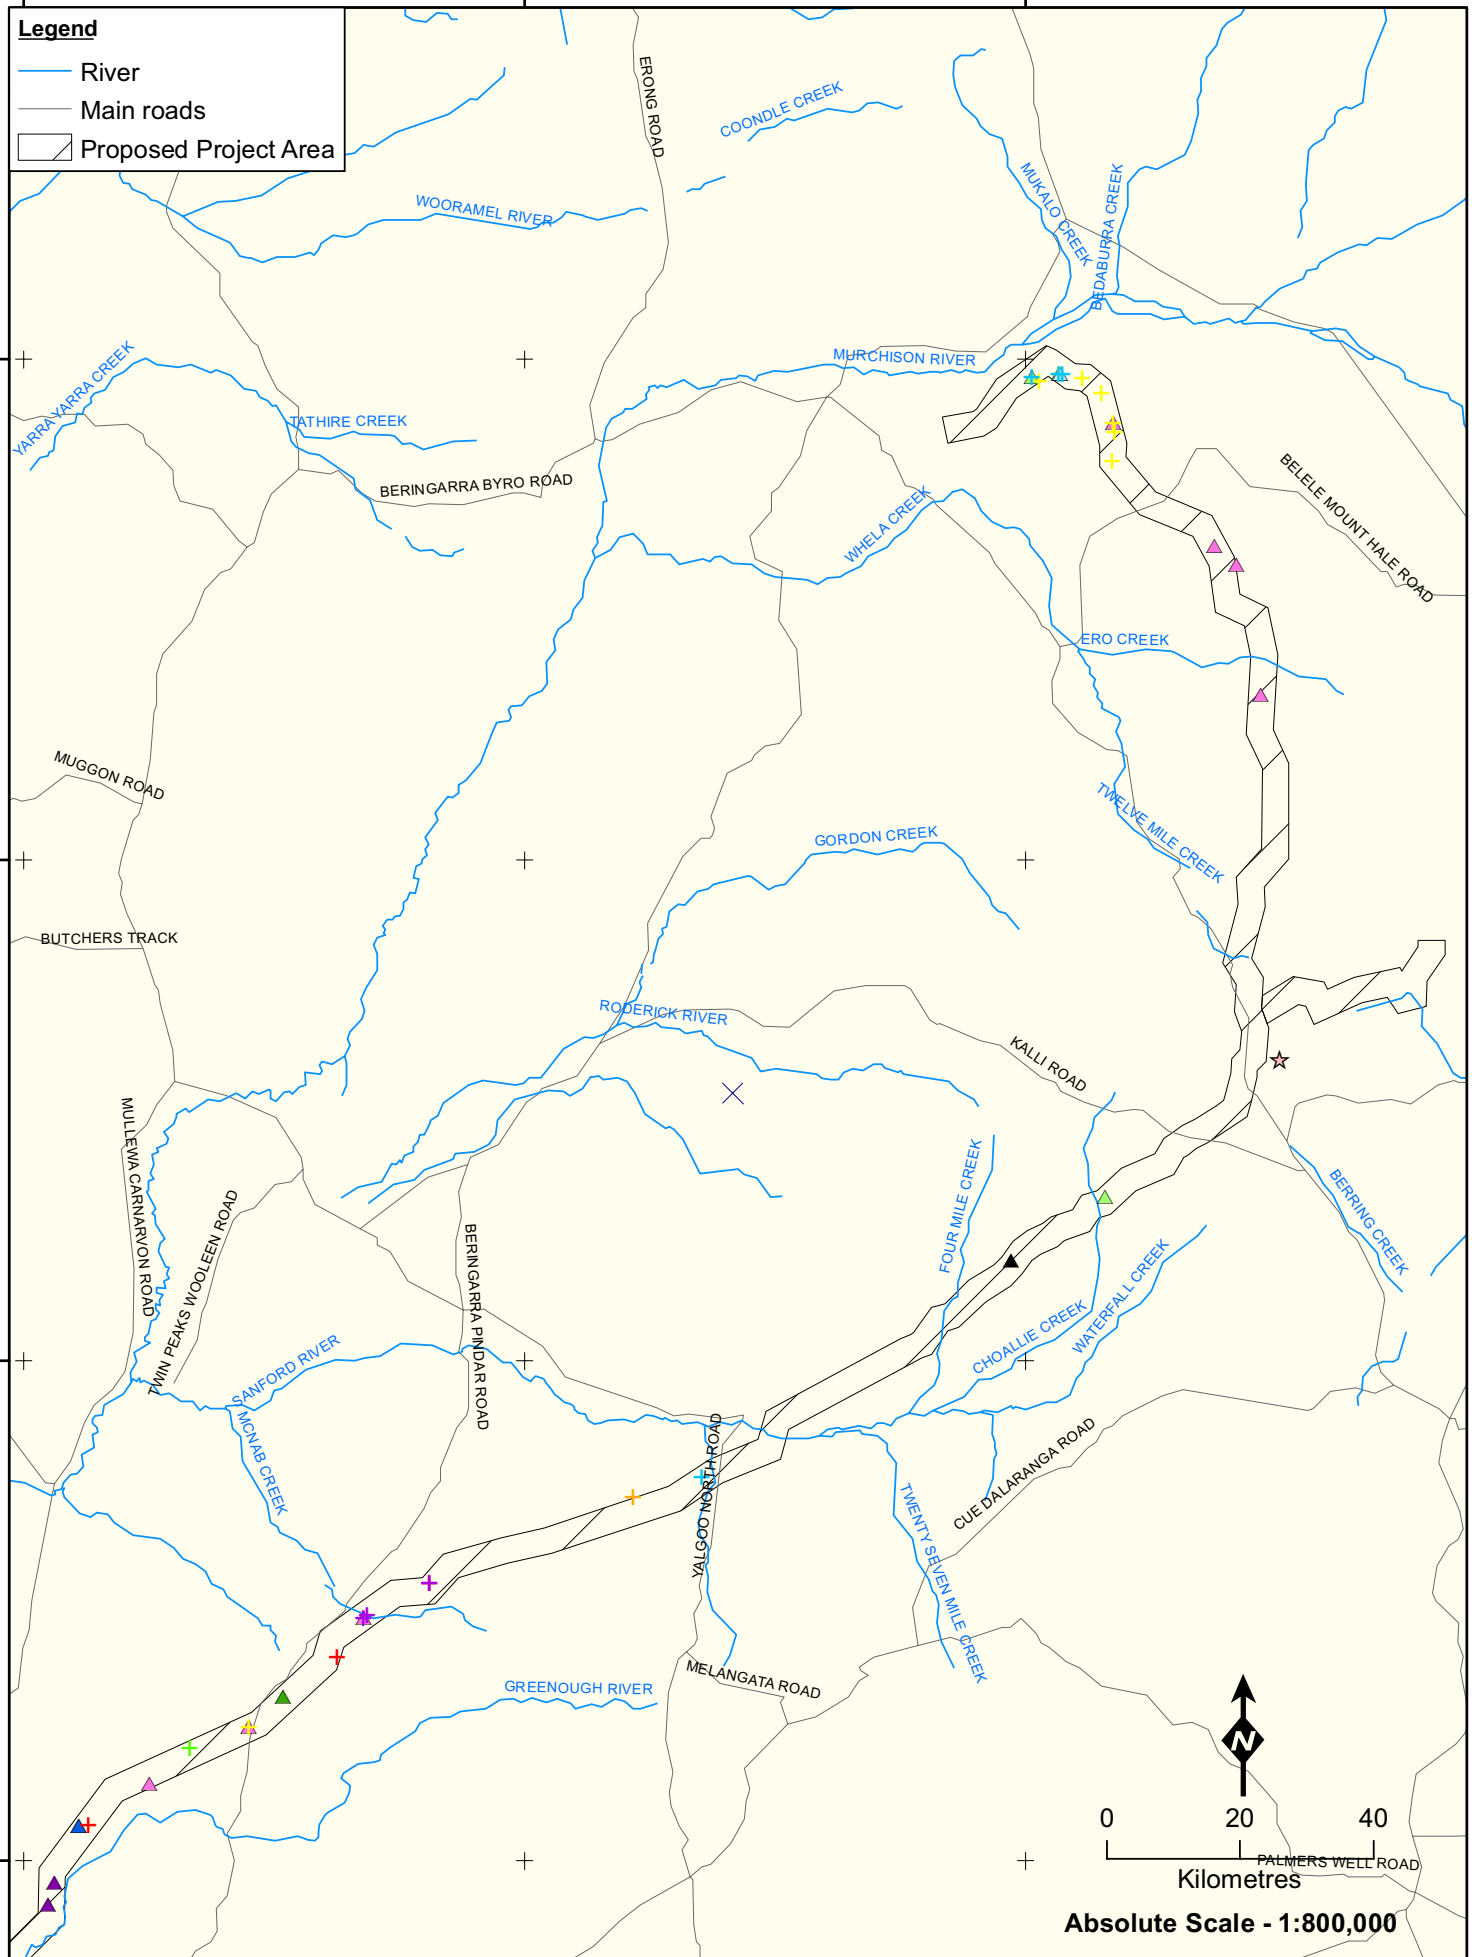 Legend
River
Main roads
Proposed Project Area
ERONG ROAD
COONDLE CREEK
WOORAMEL RIVER
MUKALO CREEK
BEDABURRA CREEK
MURCHISON RIVER
YARRA YARRA CREEK
TATHIRE CREEK
BERINGARRA BYRO ROAD
WHELA CREEK
BELELE MOUNT HALE ROAD
ERO CREEK
MUGGON ROAD
TWELVE MILE CREEK
GORDON CREEK
BUTCHERS TRACK
RODERICK RIVER
KALLI ROAD
MULLEWA CARNARVON ROAD
TWIN PEAKS WOOLEEN ROAD
BERINGARRA PINDAR ROAD
FOUR MILE CREEK
BERRING CREEK
WATERFALL CREEK
CHOALLIE CREEK
SANFORD RIVER
MCNAB CREEK
YALGOO NORTH ROAD
CUE DALARANGA ROAD
TWENTY SEVEN MILE CREEK
GREENOUGH RIVER
MELANGATA ROAD
N
0 20 40
PALMERS WELL ROAD
Kilometres
Absolute Scale - 1:800,000